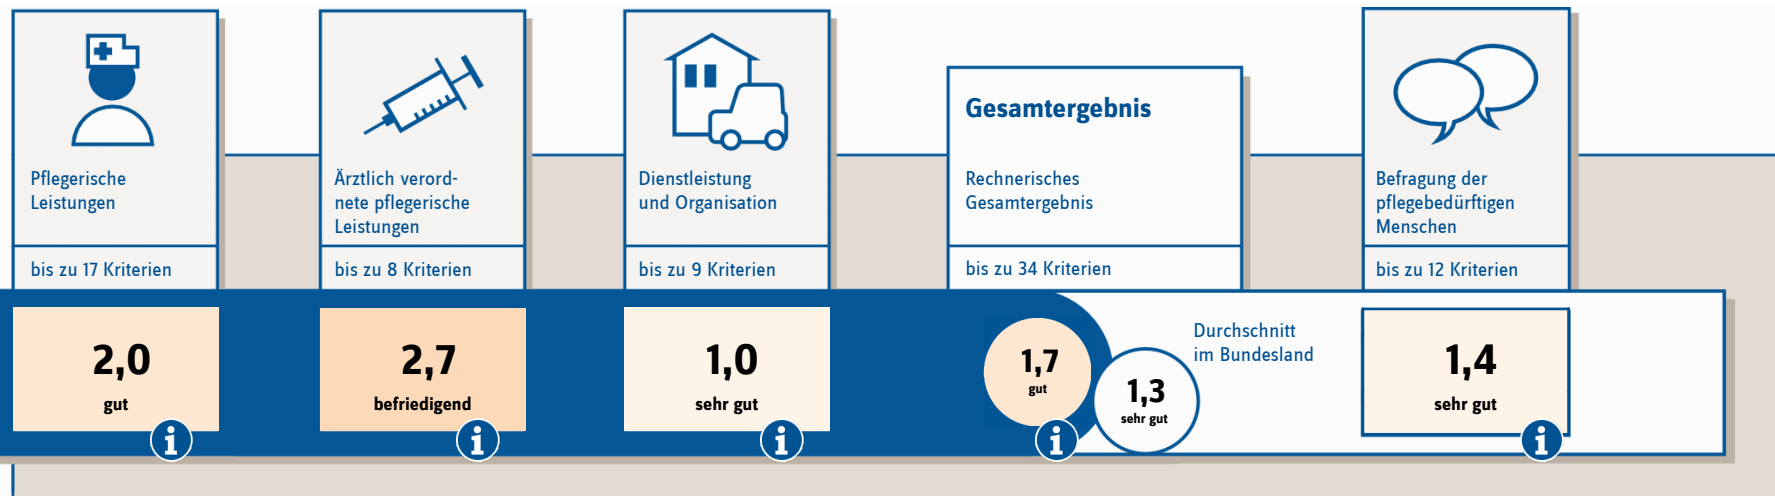 Pflegerische
Leistungen
bis zu 17 Kriterien
2,0
gut
i
Ärztlich verord-
nete pflegerische
Leistungen
bis zu 8 Kriterien
2,7
befriedigend
i
Dienstleistung
und Organisation
bis zu 9 Kriterien
1,0
sehr gut
i
Gesamtergebnis
Rechnerisches
Gesamtergebnis
bis zu 34 Kriterien
1,7
gut
i
Durchschnitt
im Bundesland
1,3
sehr gut
Befragung der
pflegebedürftigen
Menschen
bis zu 12 Kriterien
1,4
sehr gut
i